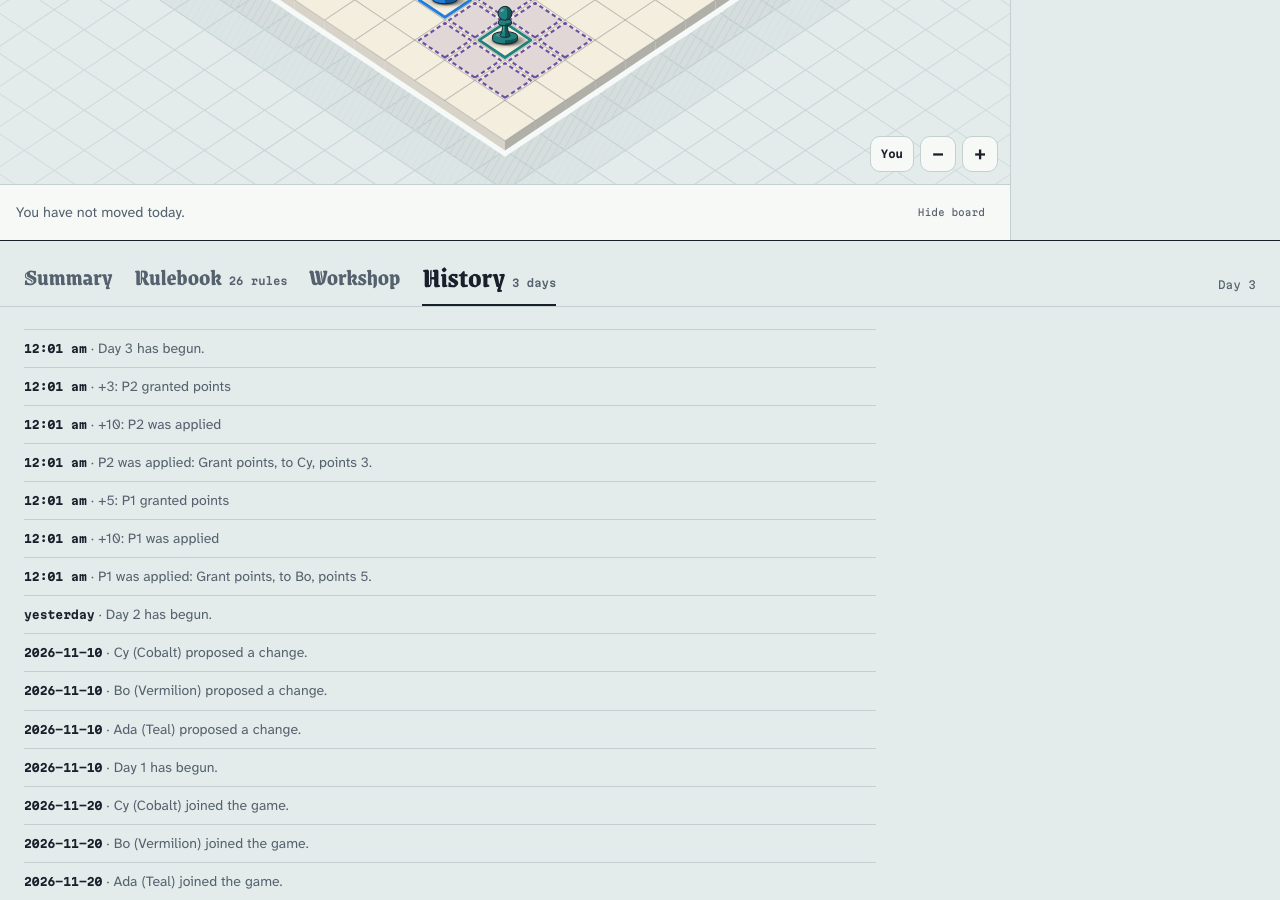 You
−
+
You have not moved today.
Hide board
Summary
Rulebook 26 rules
Workshop
History 3 days
Day 3
12:01 am · Day 3 has begun.
12:01 am · +3: P2 granted points
12:01 am · +10: P2 was applied
12:01 am · P2 was applied: Grant points, to Cy, points 3.
12:01 am · +5: P1 granted points
12:01 am · +10: P1 was applied
12:01 am · P1 was applied: Grant points, to Bo, points 5.
yesterday · Day 2 has begun.
2026-11-10 · Cy (Cobalt) proposed a change.
2026-11-10 · Bo (Vermilion) proposed a change.
2026-11-10 · Ada (Teal) proposed a change.
2026-11-10 · Day 1 has begun.
2026-11-20 · Cy (Cobalt) joined the game.
2026-11-20 · Bo (Vermilion) joined the game.
2026-11-20 · Ada (Teal) joined the game.